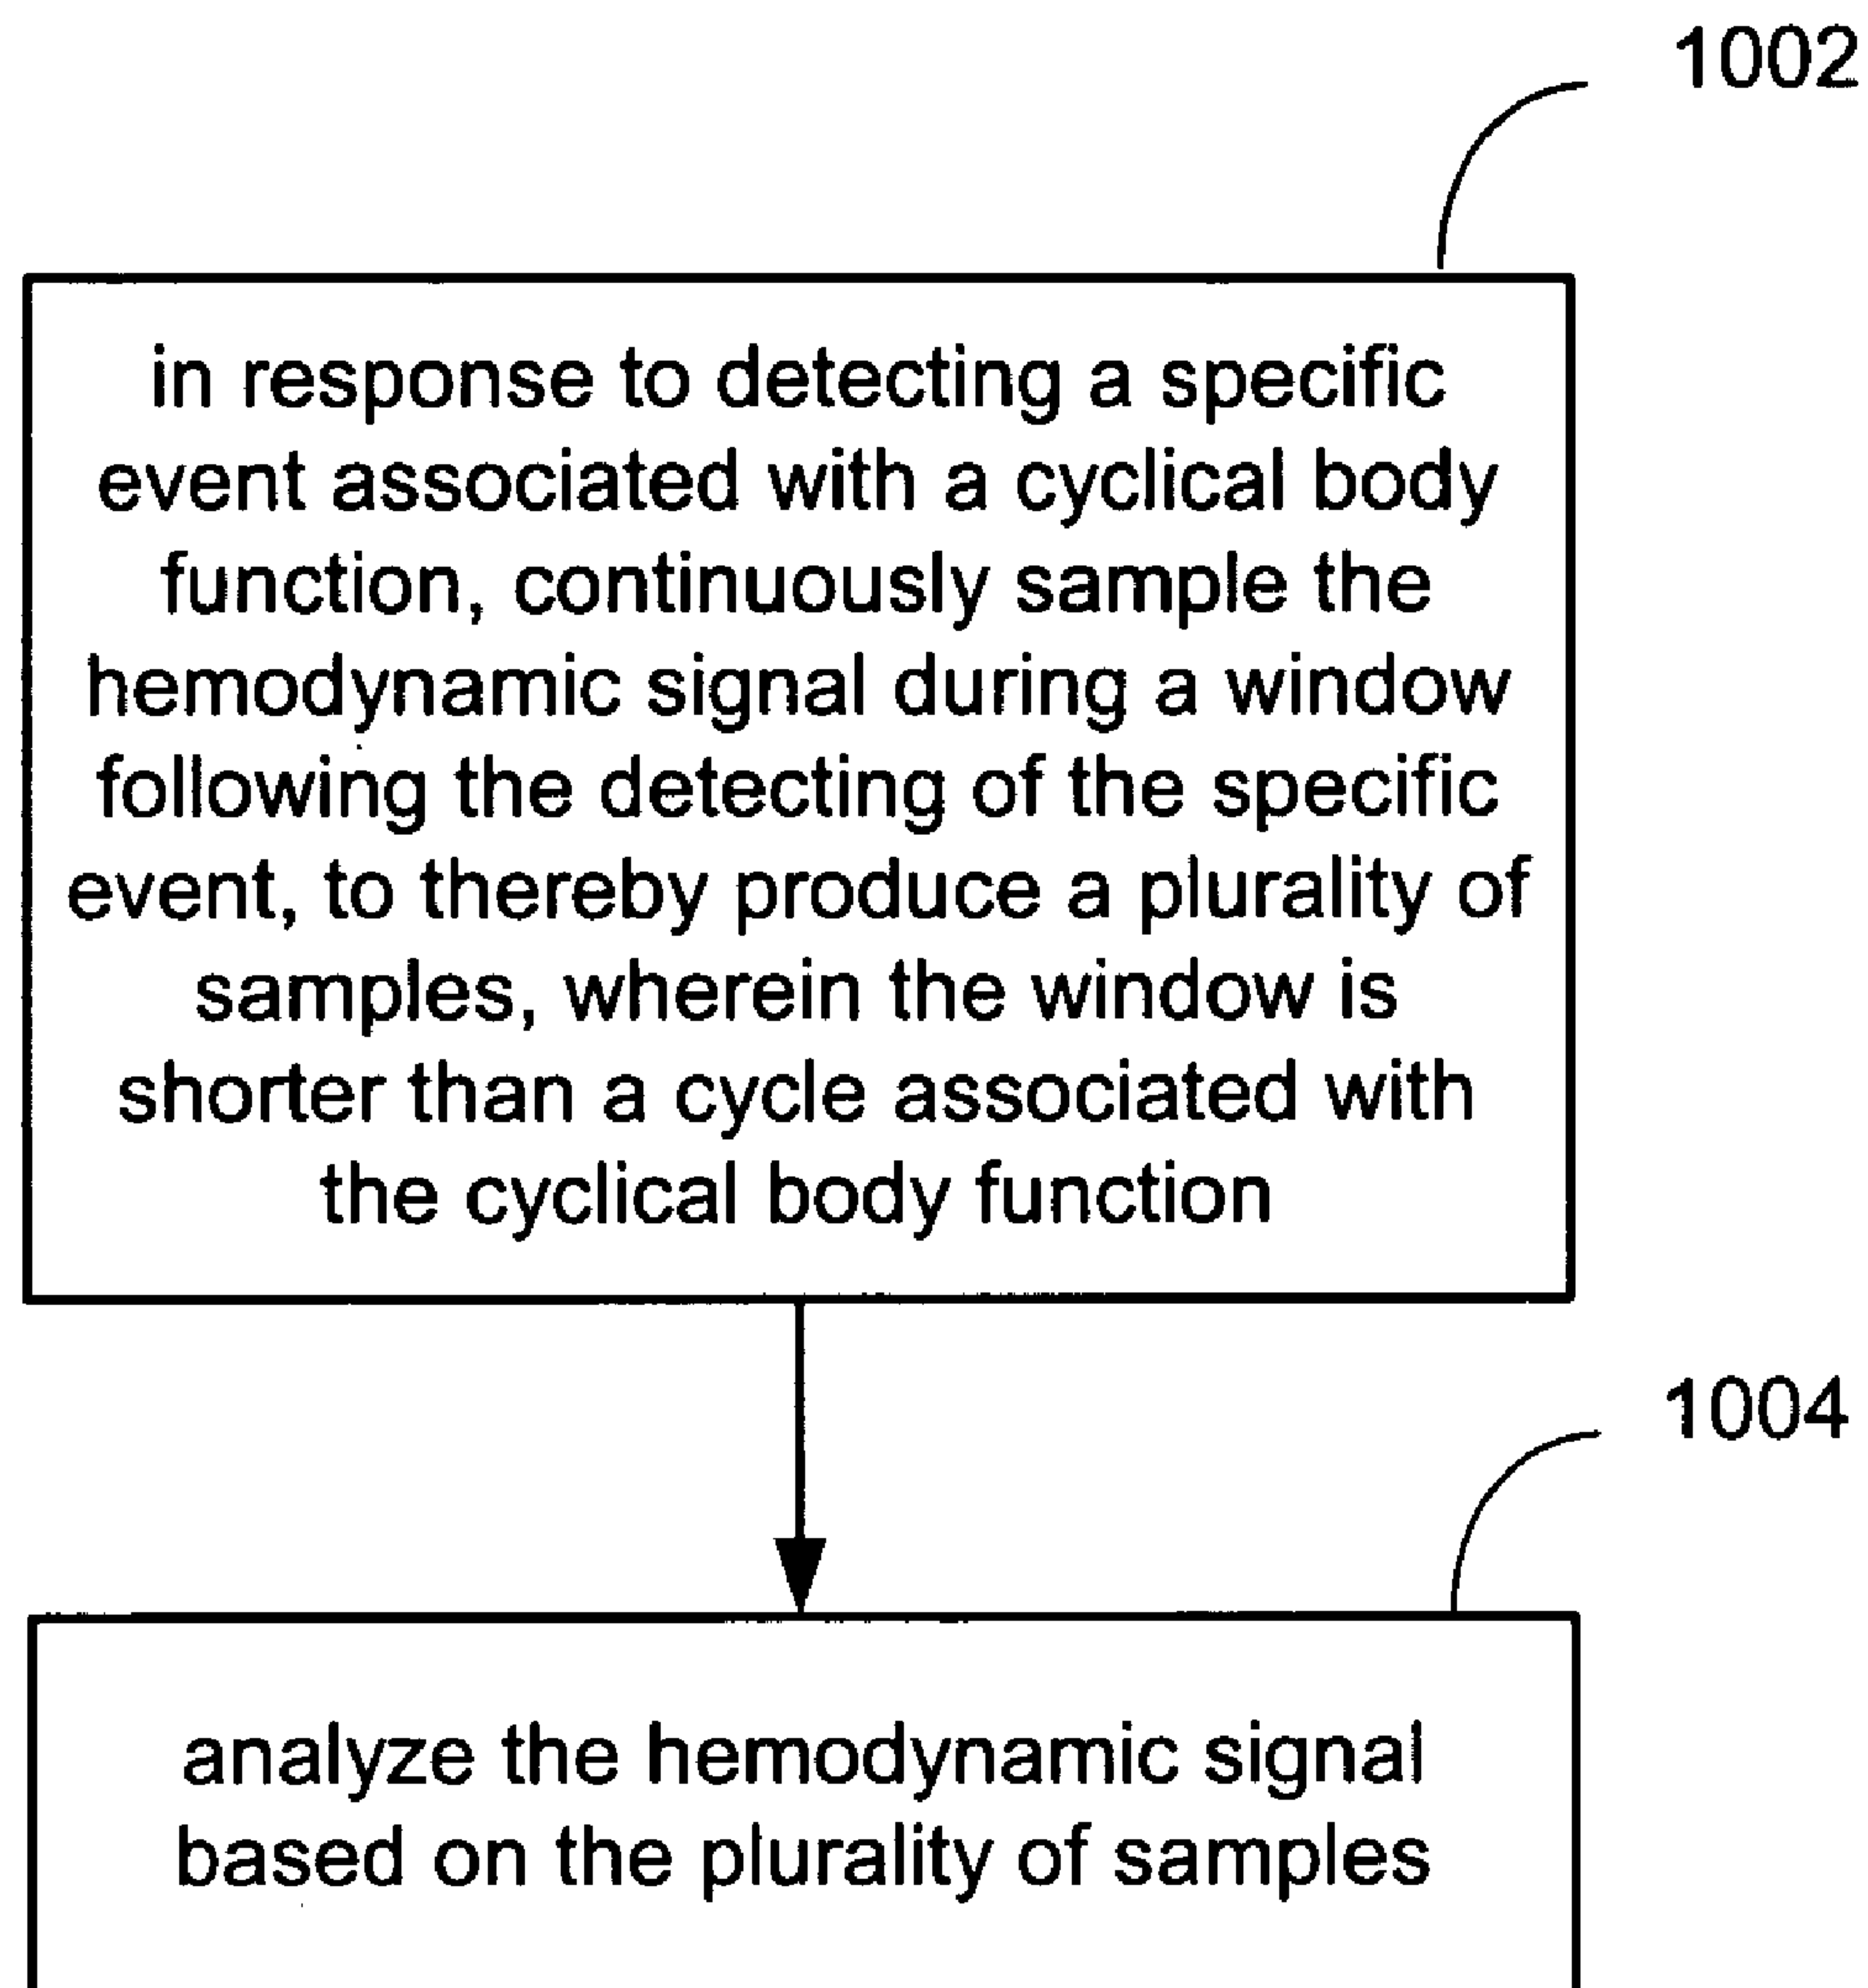 1002
in response to detecting a specific
event associated with a cyclical body
function, continuously sample the
hemodynamic signal during a window
following the detecting of the specific
event, to thereby produce a plurality of
samples, wherein the window is
shorter than a cycle associated with
the cyclical body function
1004
analyze the hemodynamic signal
based on the plurality of samples